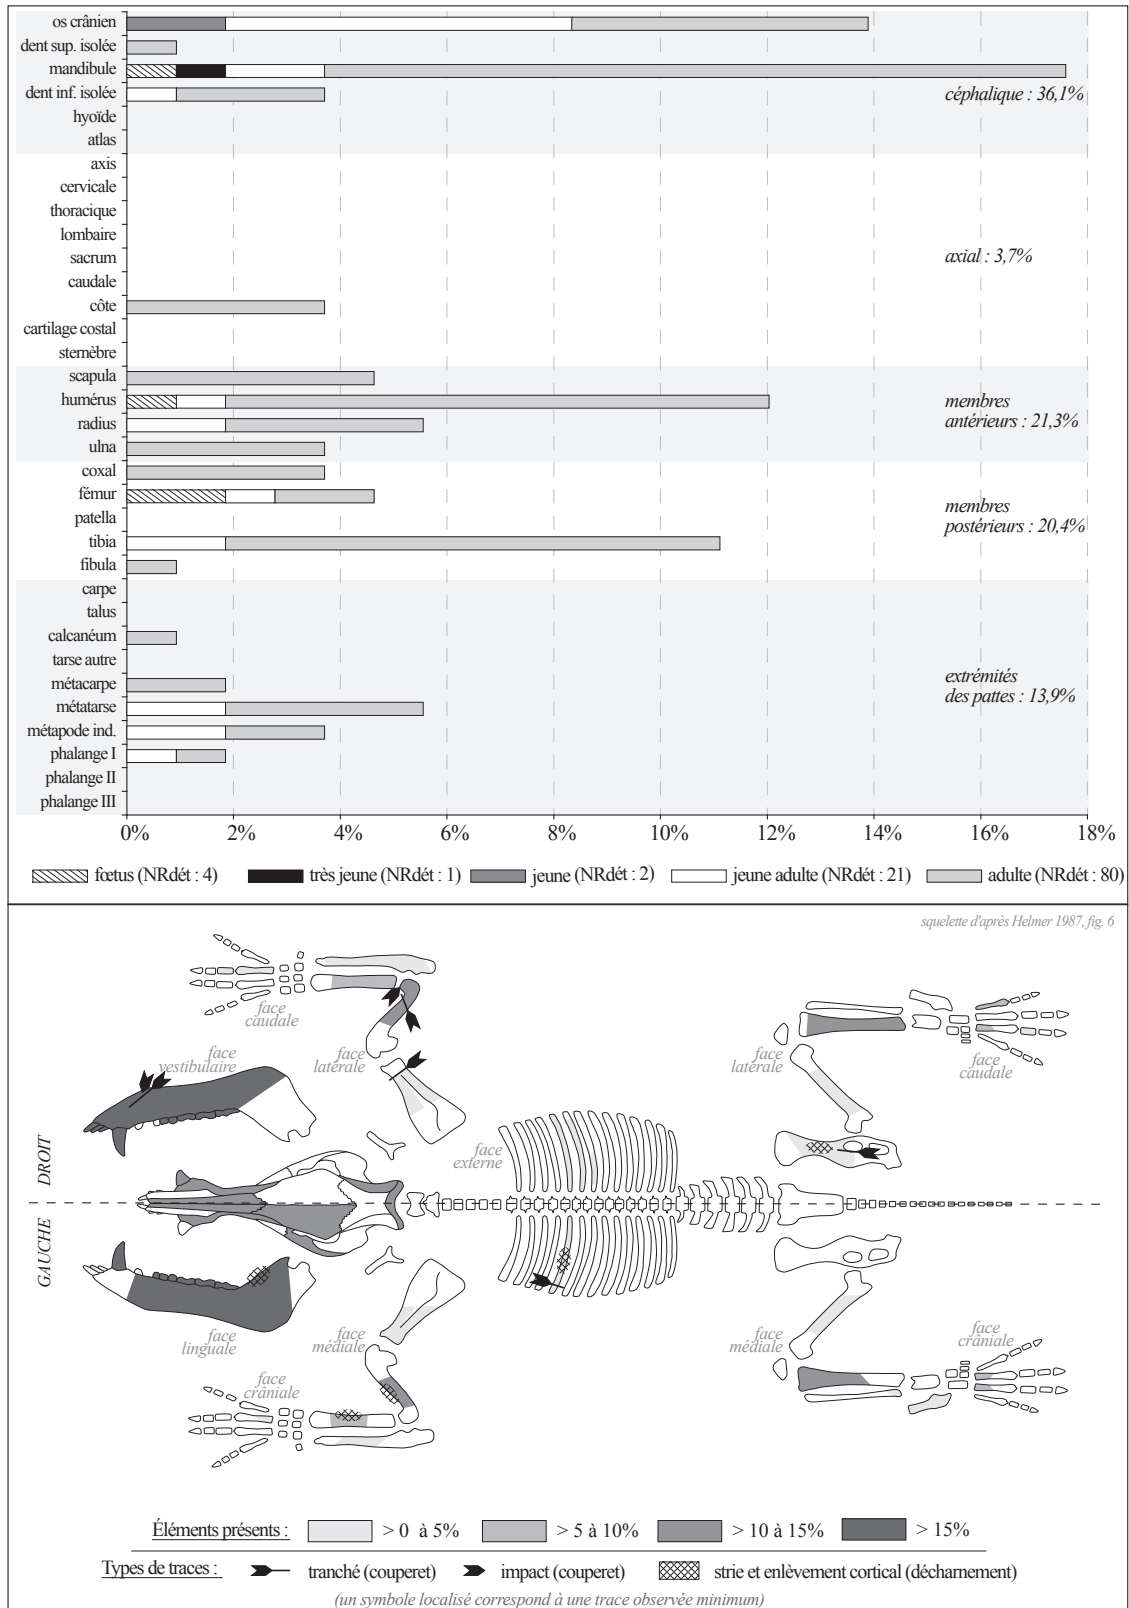 os crânien
dent sup. isolée
mandibule
dent inf. isolée
céphalique : 36,1%
hyoïde
atlas
axis
cervicale
thoracique
lombaire
sacrum
axial : 3,7%
caudale
côte
cartilage costal
sternèbre
scapula
humérus
membres
antérieurs : 21,3%
radius
ulna
coxal
fémur
membres
postérieurs : 20,4%
patella
tibia
fibula
carpe
talus
calcanéum
tarse autre
extrémités
des pattes : 13,9%
métacarpe
métatarse
métapode ind.
phalange I
phalange II
phalange III
0% 2% 4% 6% 8% 10% 12% 14% 16% 18%
fœtus (NRdét : 4) très jeune (NRdét : 1) jeune (NRdét : 2) jeune adulte (NRdét : 21) adulte (NRdét : 80)
squelette d'après Helmer 1987, fig. 6
face
caudale
face
vestibulaire
face
latérale
face
latérale
face
caudale
face
externe
DROIT
GAUCHE
face
linguale
face
médiale
face
médiale
face
crâniale
face
crâniale
Éléments présents : > 0 à 5% > 5 à 10% > 10 à 15% > 15%
Types de traces : tranché (couperet) impact (couperet) strie et enlèvement cortical (décharnement)
(un symbole localisé correspond à une trace observée minimum)